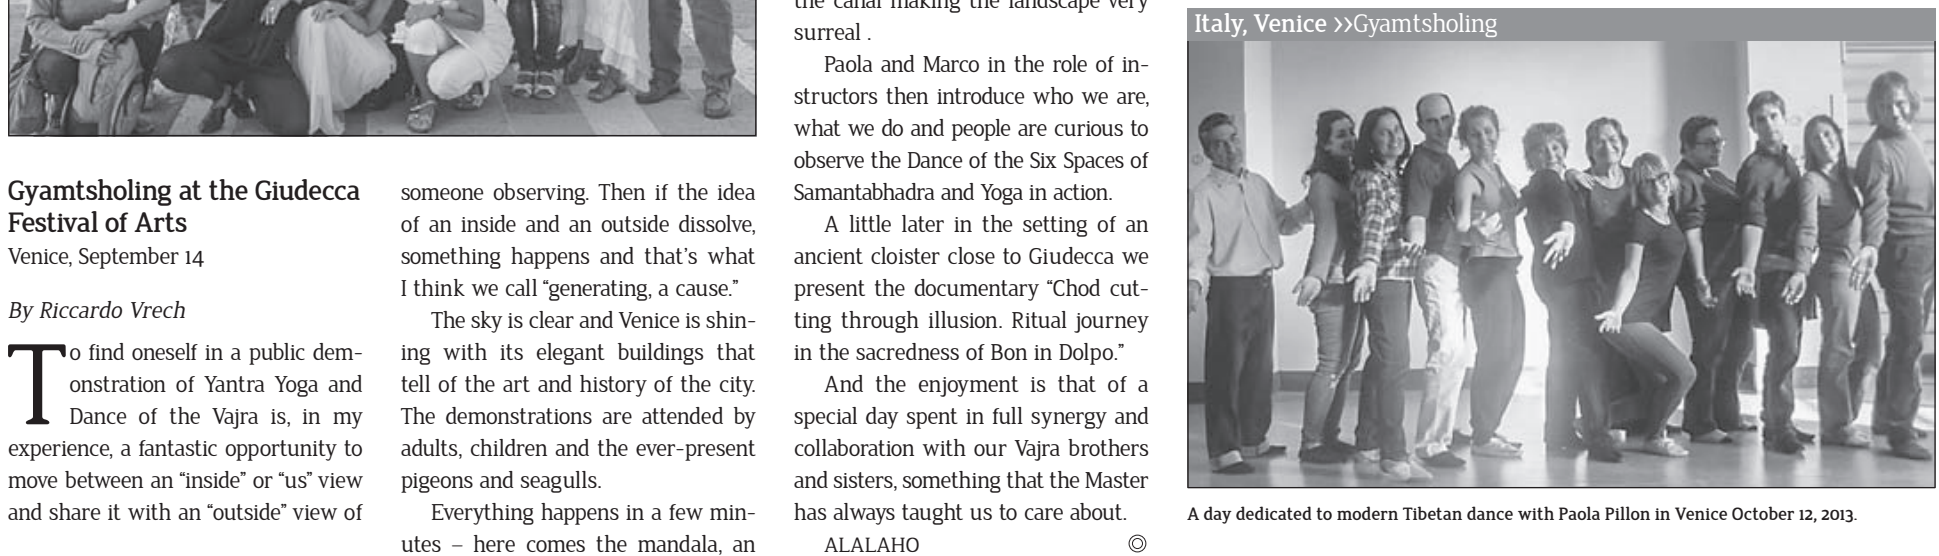 Gyamtsholing at the Giudecca
Festival of Arts
Venice, September 14
By Riccardo Vrech
To find oneself in a public dem-
onstration of Yantra Yoga and
Dance of the Vajra is, in my
experience, a fantastic opportunity to
move between an “inside” or “us” view
and share it with an “outside” view of
someone observing. Then if the idea
of an inside and an outside dissolve,
something happens and that’s what
I think we call “generating, a cause.”
The sky is clear and Venice is shin-
ing with its elegant buildings that
tell of the art and history of the city.
The demonstrations are attended by
adults, children and the ever-present
pigeons and seagulls.
Everything happens in a few min-
utes – here comes the mandala, an
the canal making the landscape very
surreal .
Paola and Marco in the role of in-
structors then introduce who we are,
what we do and people are curious to
observe the Dance of the Six Spaces of
Samantabhadra and Yoga in action.
A little later in the setting of an
ancient cloister close to Giudecca we
present the documentary “Chod cut-
ting through illusion. Ritual journey
in the sacredness of Bon in Dolpo.”
And the enjoyment is that of a
special day spent in full synergy and
collaboration with our Vajra brothers
and sisters, something that the Master
has always taught us to care about.
ALALAHO
Italy, Venice >>Gyamtsholing
A day dedicated to modern Tibetan dance with Paola Pillon in Venice October 12, 2013.